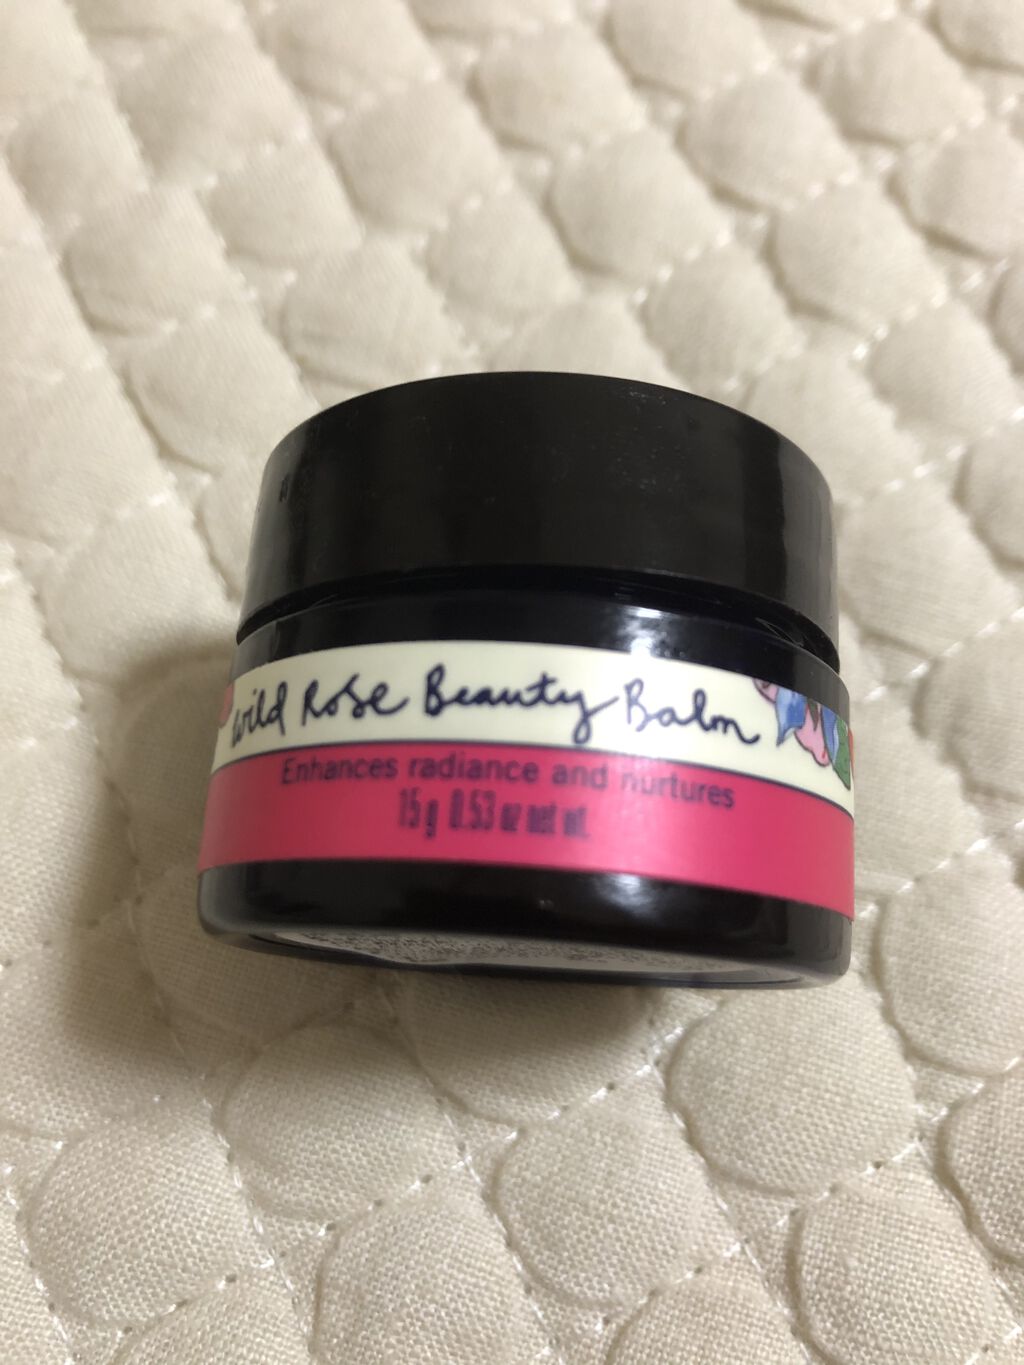 Wild Rose Beauty Balm
Enhances radiance and nurtures
15 g 0.53 oz net wt.